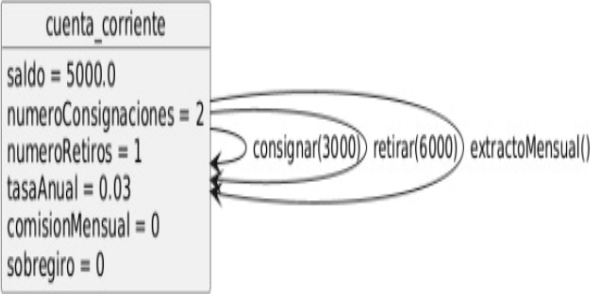 cuenta_corriente
saldo = 5000.0
numeroConsignaciones = 2
numeroRetiros = 1
tasaAnual = 0.03
comisionMensual = 0
sobregiro = 0
consignar(3000)
retirar(6000)
extractoMensual()